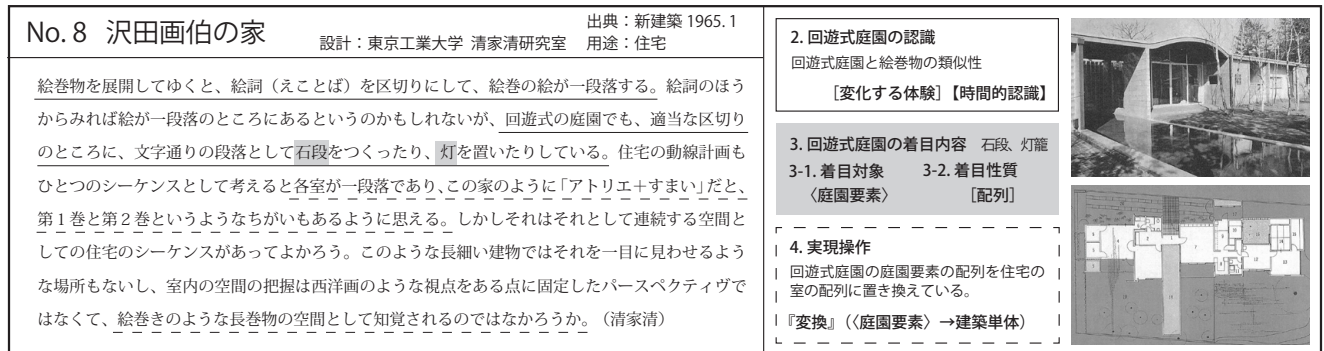 No. 8 沢田画伯の家
設計：東京工業大学 清家清研究室
出典：新建築 1965. 1
用途：住宅
絵巻物を展開してゆくと、絵詞（えことば）を区切りにして、絵巻の絵が一段落する。絵詞のほう
からみれば絵が一段落のところにあるというのかもしれないが、回遊式の庭園でも、適当な区切り
のところに、文字通りの段落として石段をつくったり、灯を置いたりしている。住宅の動線計画も
ひとつのシーケンスとして考えると各室が一段落であり、この家のように「アトリエ＋すまい」だと、
第１巻と第２巻というようなちがいもあるように思える。しかしそれはそれとして連続する空間と
しての住宅のシーケンスがあってよかろう。このような長細い建物ではそれを一目に見わせるよう
な場所もないし、室内の空間の把握は西洋画のような視点をある点に固定したパースペクティヴで
はなくて、絵巻きのような長巻物の空間として知覚されるのではなかろうか。（清家清）
2. 回遊式庭園の認識
回遊式庭園と絵巻物の類似性
［変化する体験］【時間的認識】
3. 回遊式庭園の着目内容 石段、灯籠
3-1. 着目対象 3-2. 着目性質
〈庭園要素〉 ［配列］
4. 実現操作
回遊式庭園の庭園要素の配列を住宅の
室の配列に置き換えている。
『変換』（〈庭園要素〉→建築単体）